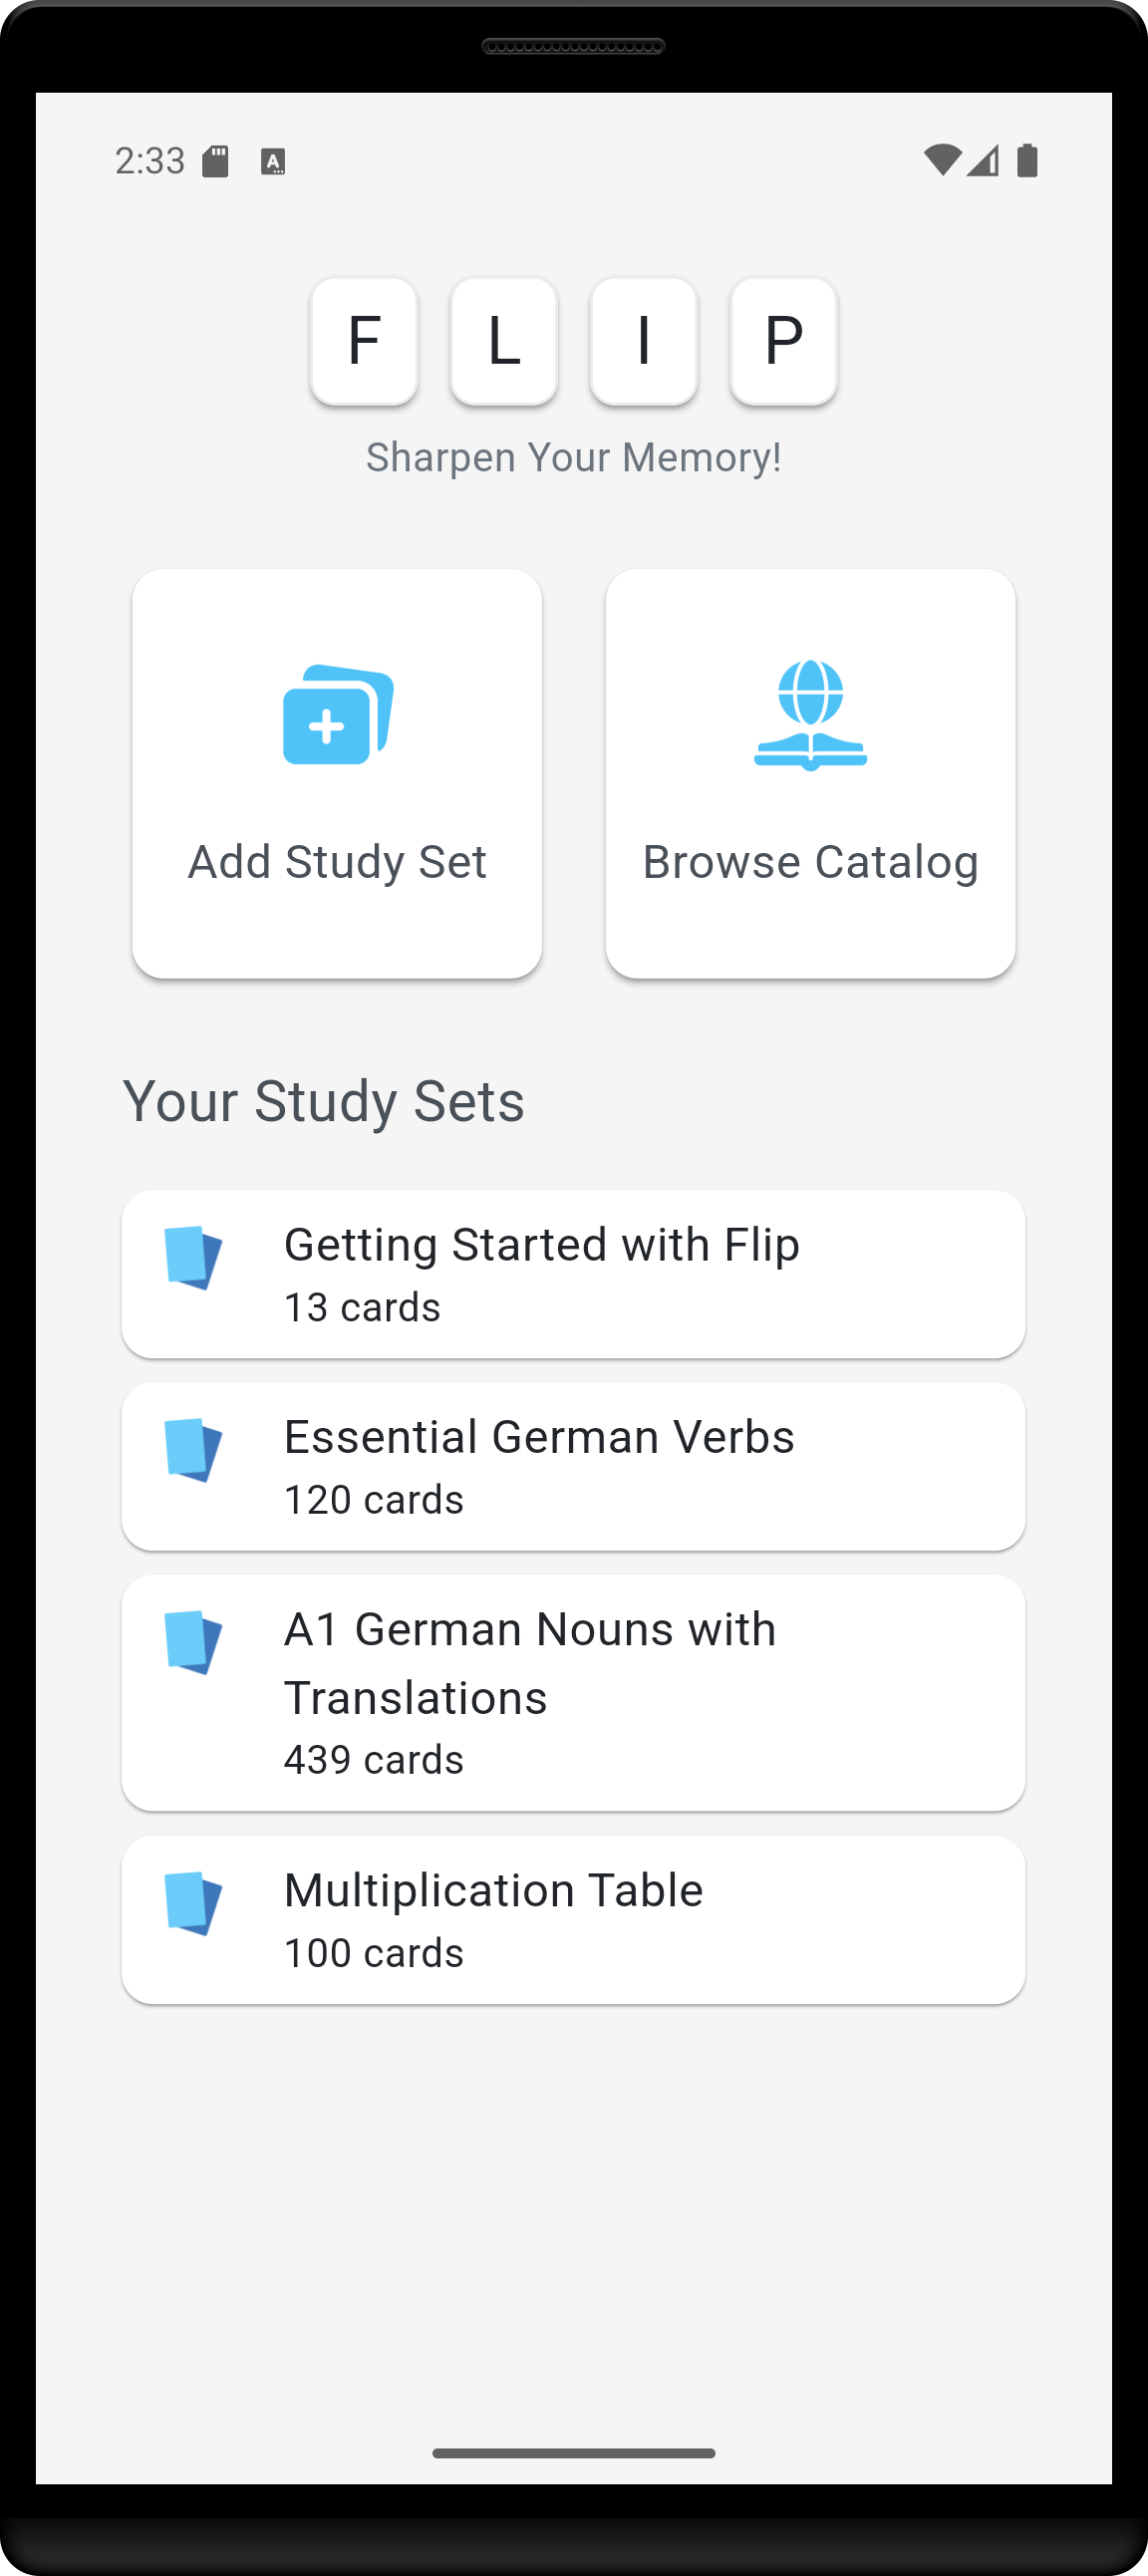 2:33
F L I P
Sharpen Your Memory!
Add Study Set
Browse Catalog
Your Study Sets
Getting Started with Flip
13 cards
Essential German Verbs
120 cards
A1 German Nouns with
Translations
439 cards
Multiplication Table
100 cards